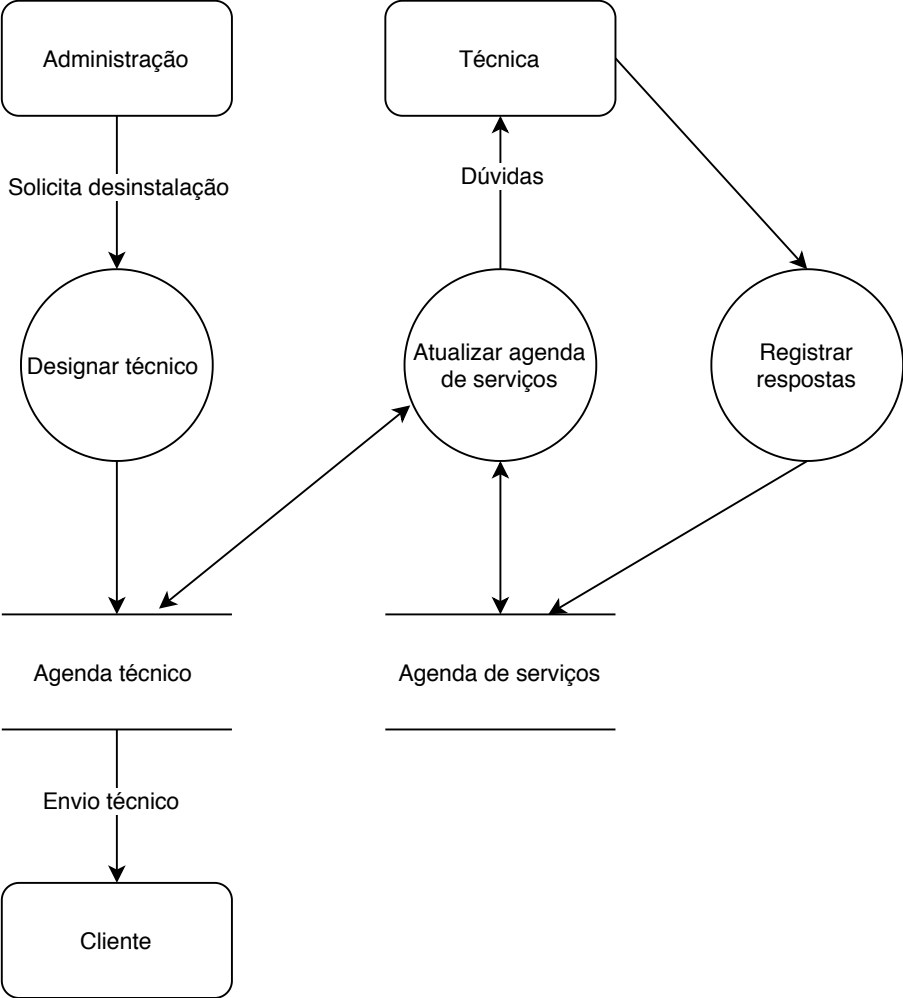 Administração
Técnica
Solicita desinstalação
Dúvidas
Designar técnico
Atualizar agenda
de serviços
Registrar
respostas
Agenda técnico
Agenda de serviços
Envio técnico
Cliente